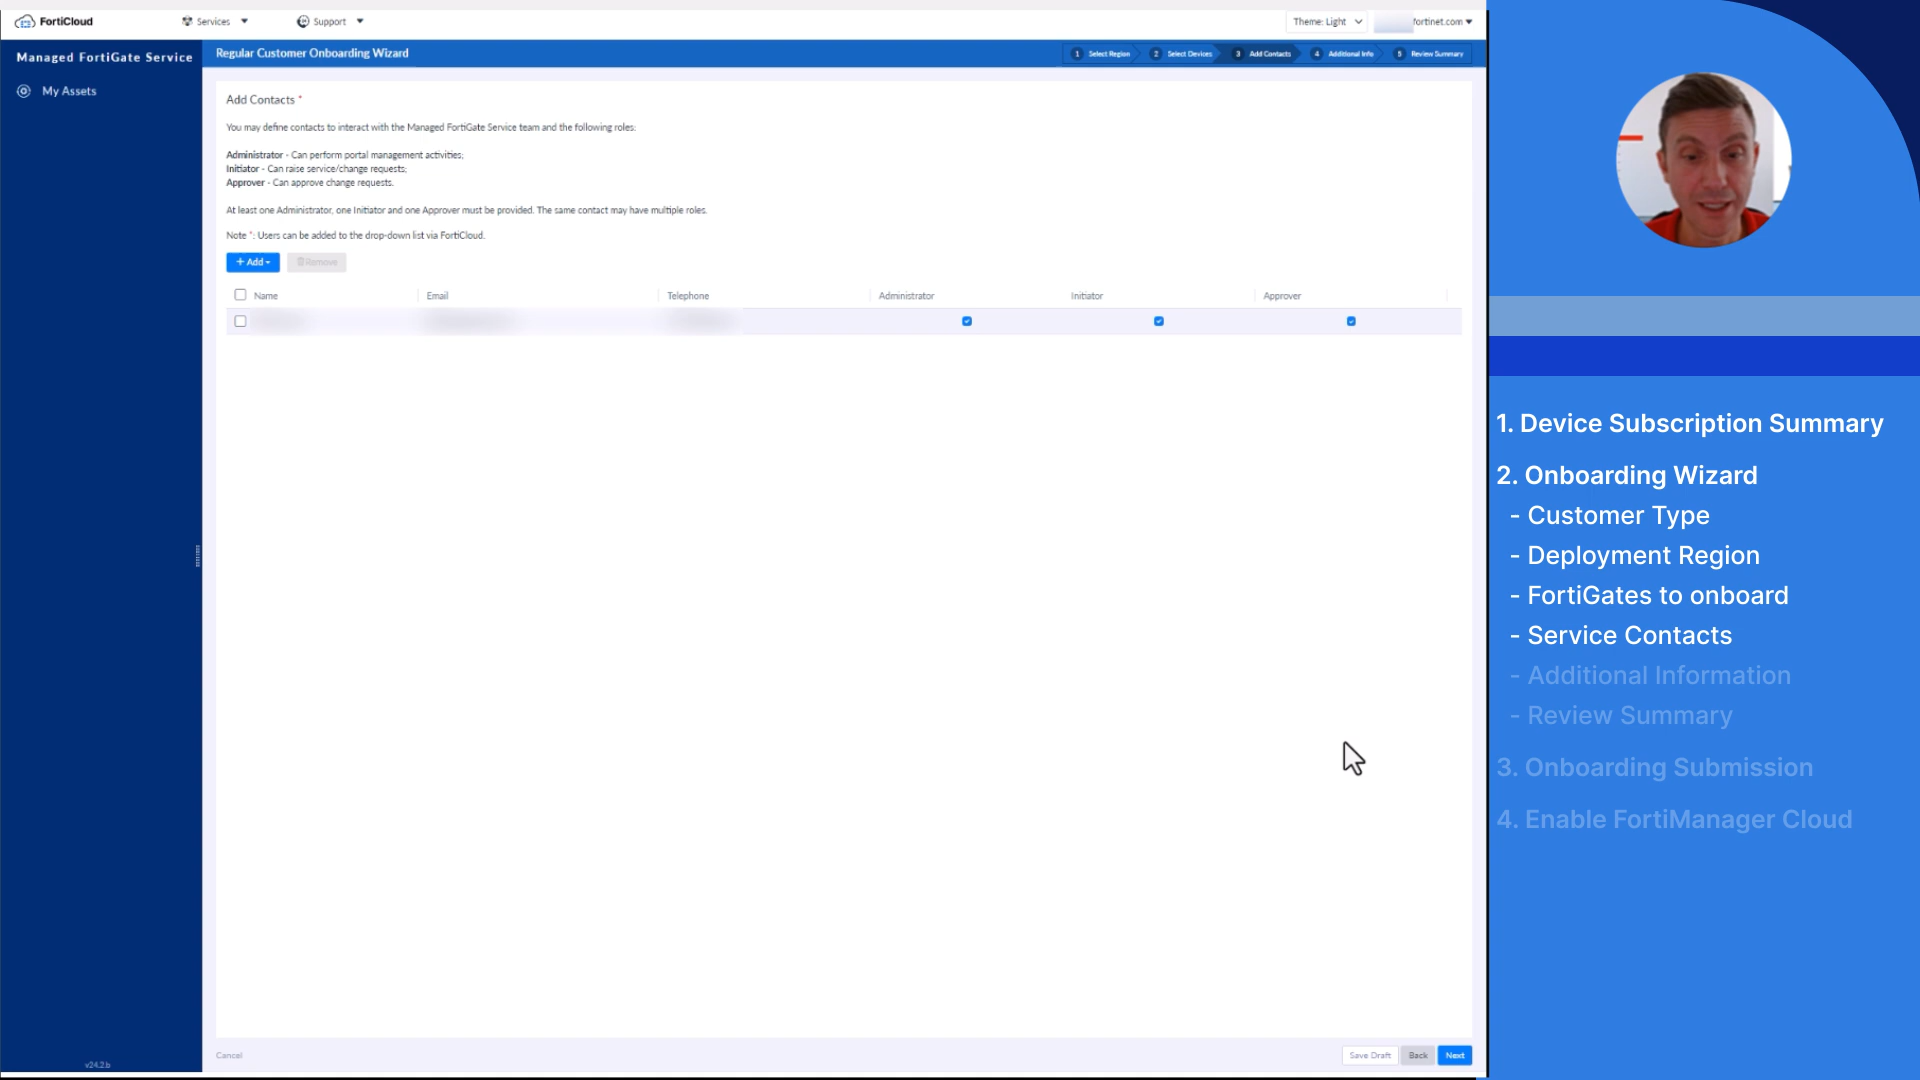 FortiCloud
Services
Support
Theme: Light
fortinet.com
Managed FortiGate Service
Regular Customer Onboarding Wizard
1 Select Region
2 Select Devices
3 Add Contacts
4 Additional Info
5 Review Summary
My Assets
Add Contacts *
You may define contacts to interact with the Managed FortiGate Service team and the following roles:
Administrator - Can perform portal management activities;
Initiator - Can raise service/change requests;
Approver - Can approve change requests.
At least one Administrator, one Initiator and one Approver must be provided. The same contact may have multiple roles.
Note *: Users can be added to the drop-down list via FortiCloud.
+ Add
Remove
Name Email Telephone Administrator Initiator Approver
Cancel
Save Draft
Back
Next
v24.2.b
1. Device Subscription Summary
2. Onboarding Wizard
- Customer Type
- Deployment Region
- FortiGates to onboard
- Service Contacts
- Additional Information
- Review Summary
3. Onboarding Submission
4. Enable FortiManager Cloud